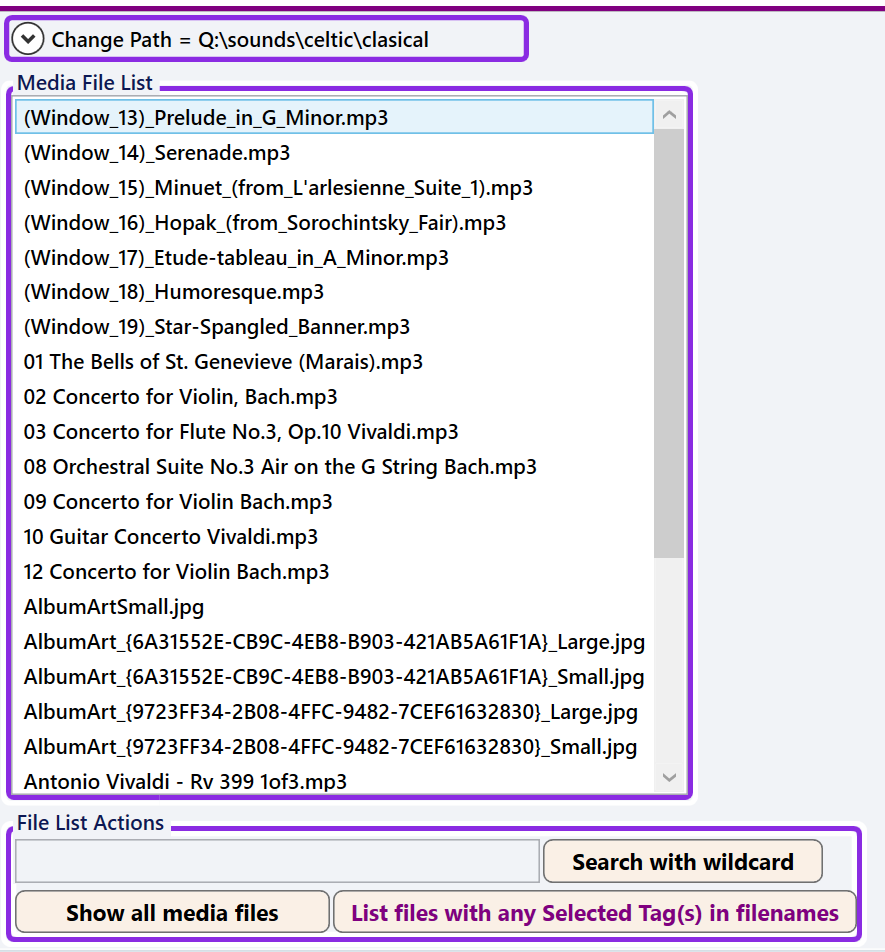 Change Path = Q:\sounds\celtic\clasical
Media File List
(Window_13)_Prelude_in_G_Minor.mp3
(Window_14)_Serenade.mp3
(Window_15)_Minuet_(from_L'arlesienne_Suite_1).mp3
(Window_16)_Hopak_(from_Sorochintsky_Fair).mp3
(Window_17)_Etude-tableau_in_A_Minor.mp3
(Window_18)_Humoresque.mp3
(Window_19)_Star-Spangled_Banner.mp3
01 The Bells of St. Genevieve (Marais).mp3
02 Concerto for Violin, Bach.mp3
03 Concerto for Flute No.3, Op.10 Vivaldi.mp3
08 Orchestral Suite No.3 Air on the G String Bach.mp3
09 Concerto for Violin Bach.mp3
10 Guitar Concerto Vivaldi.mp3
12 Concerto for Violin Bach.mp3
AlbumArtSmall.jpg
AlbumArt_{6A31552E-CB9C-4EB8-B903-421AB5A61F1A}_Large.jpg
AlbumArt_{6A31552E-CB9C-4EB8-B903-421AB5A61F1A}_Small.jpg
AlbumArt_{9723FF34-2B08-4FFC-9482-7CEF61632830}_Large.jpg
AlbumArt_{9723FF34-2B08-4FFC-9482-7CEF61632830}_Small.jpg
Antonio Vivaldi - Rv 399 1of3.mp3
File List Actions
Search with wildcard
Show all media files
List files with any Selected Tag(s) in filenames